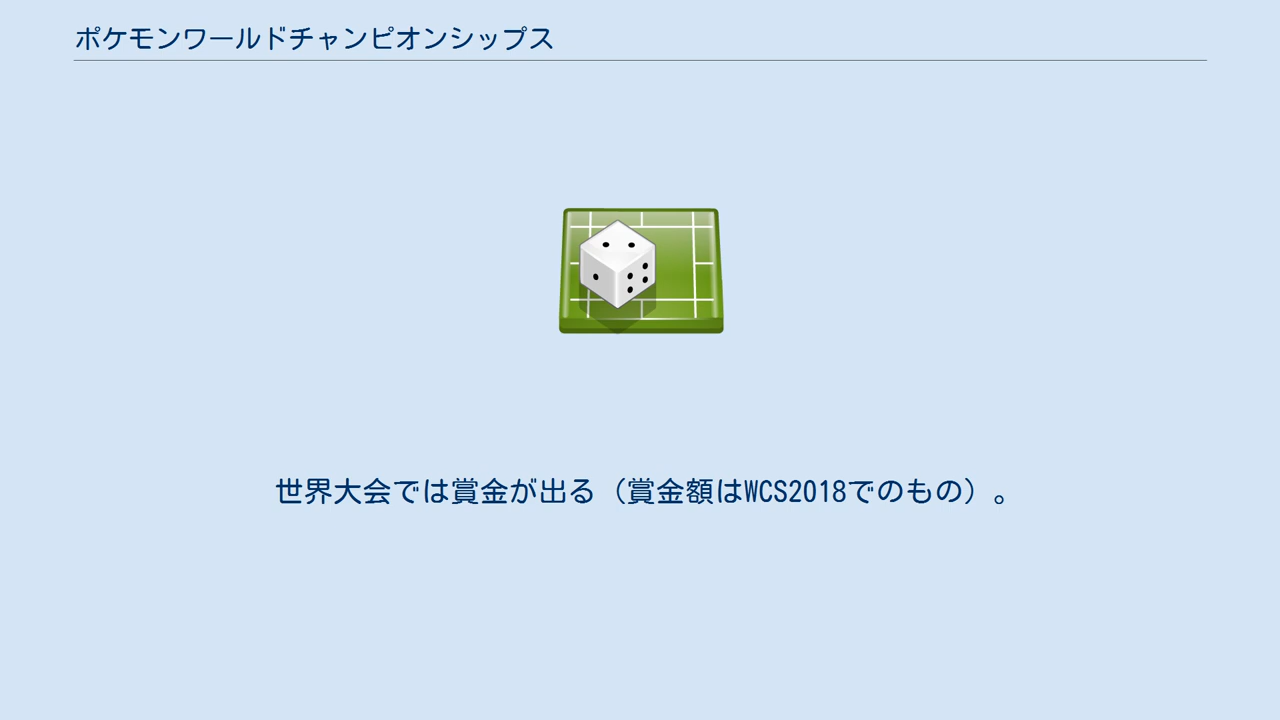 ポケモンワールドチャンピオンシップス
世界大会では賞金が出る（賞金額はWCS2018でのもの）。